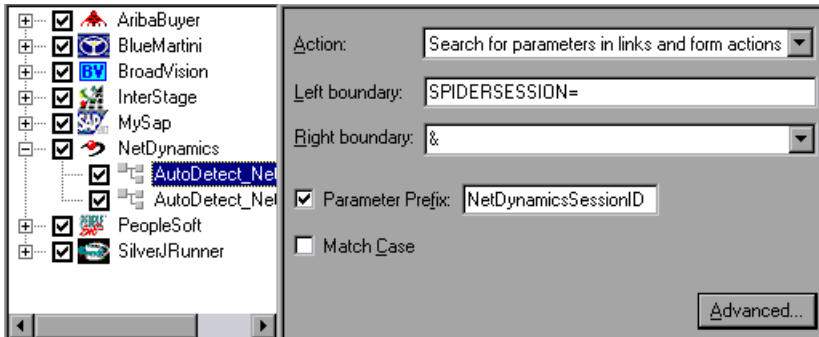 AribaBuyer
BlueMartini
BV BroadVision
InterStage
SAP MySap
NetDynamics
AutoDetect_Net
AutoDetect_Net
PeopleSoft
SilverJRunner
Action: Search for parameters in links and form actions
Left boundary: SPIDERSESSION=
Right boundary: &
Parameter Prefix: NetDynamicsSessionID
Match Case
Advanced...